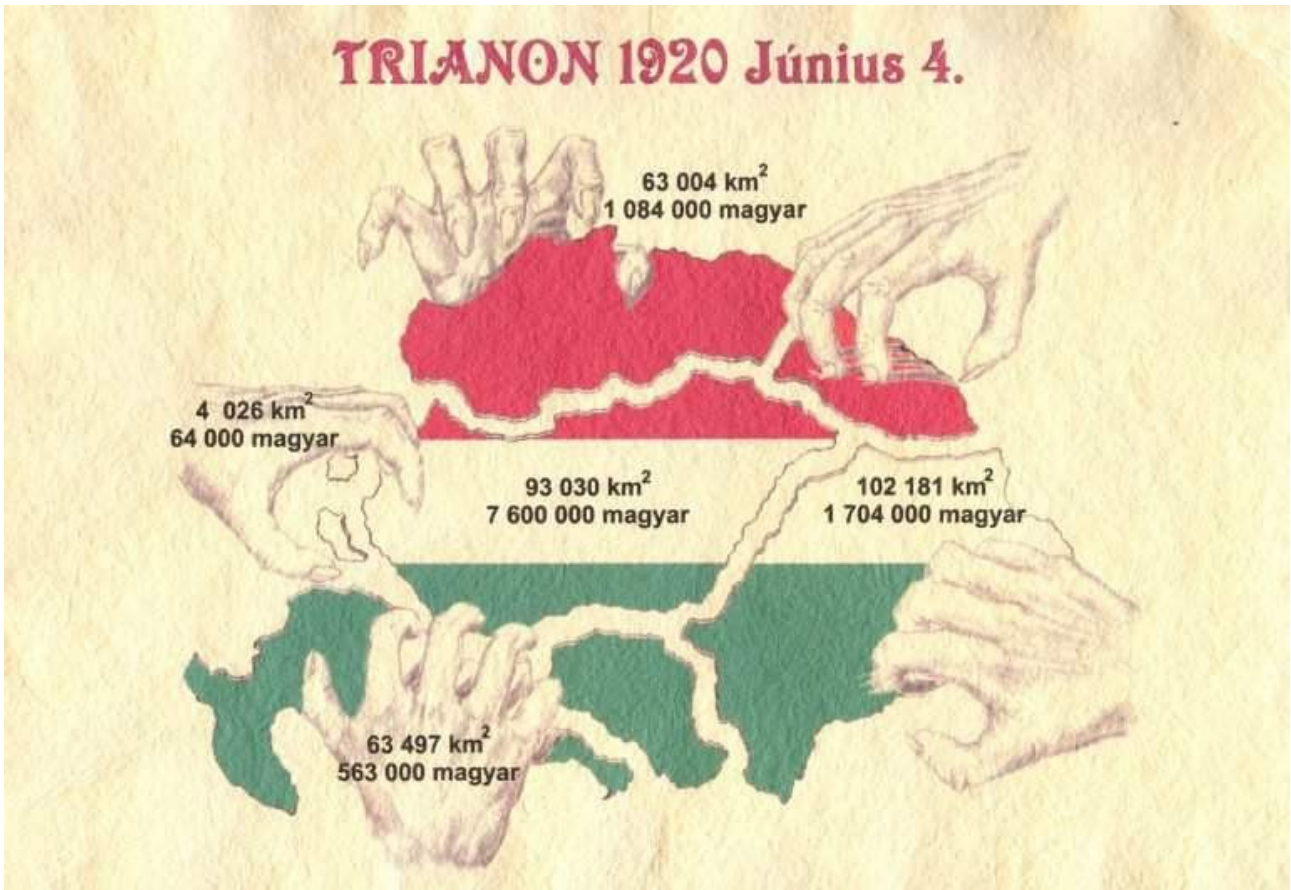 TRIANON 1920 Június 4.
63 004 km²
1 084 000 magyar
4 026 km²
64 000 magyar
93 030 km²
7 600 000 magyar
102 181 km²
1 704 000 magyar
63 497 km²
563 000 magyar